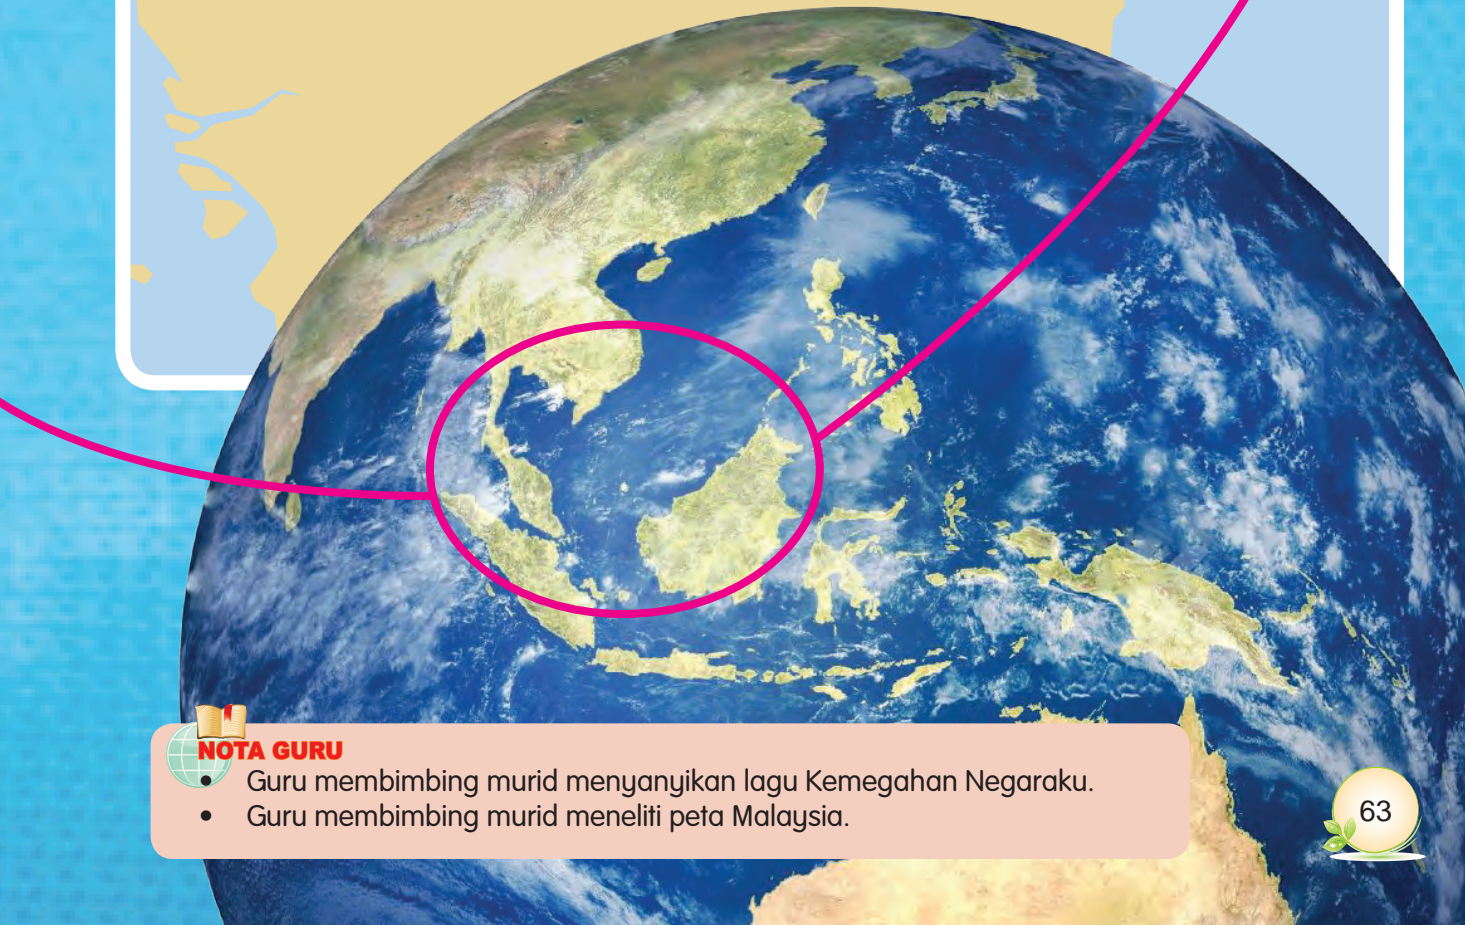 NOTA GURU
• Guru membimbing murid menyanyikan lagu Kemegahan Negaraku.
• Guru membimbing murid meneliti peta Malaysia.
63